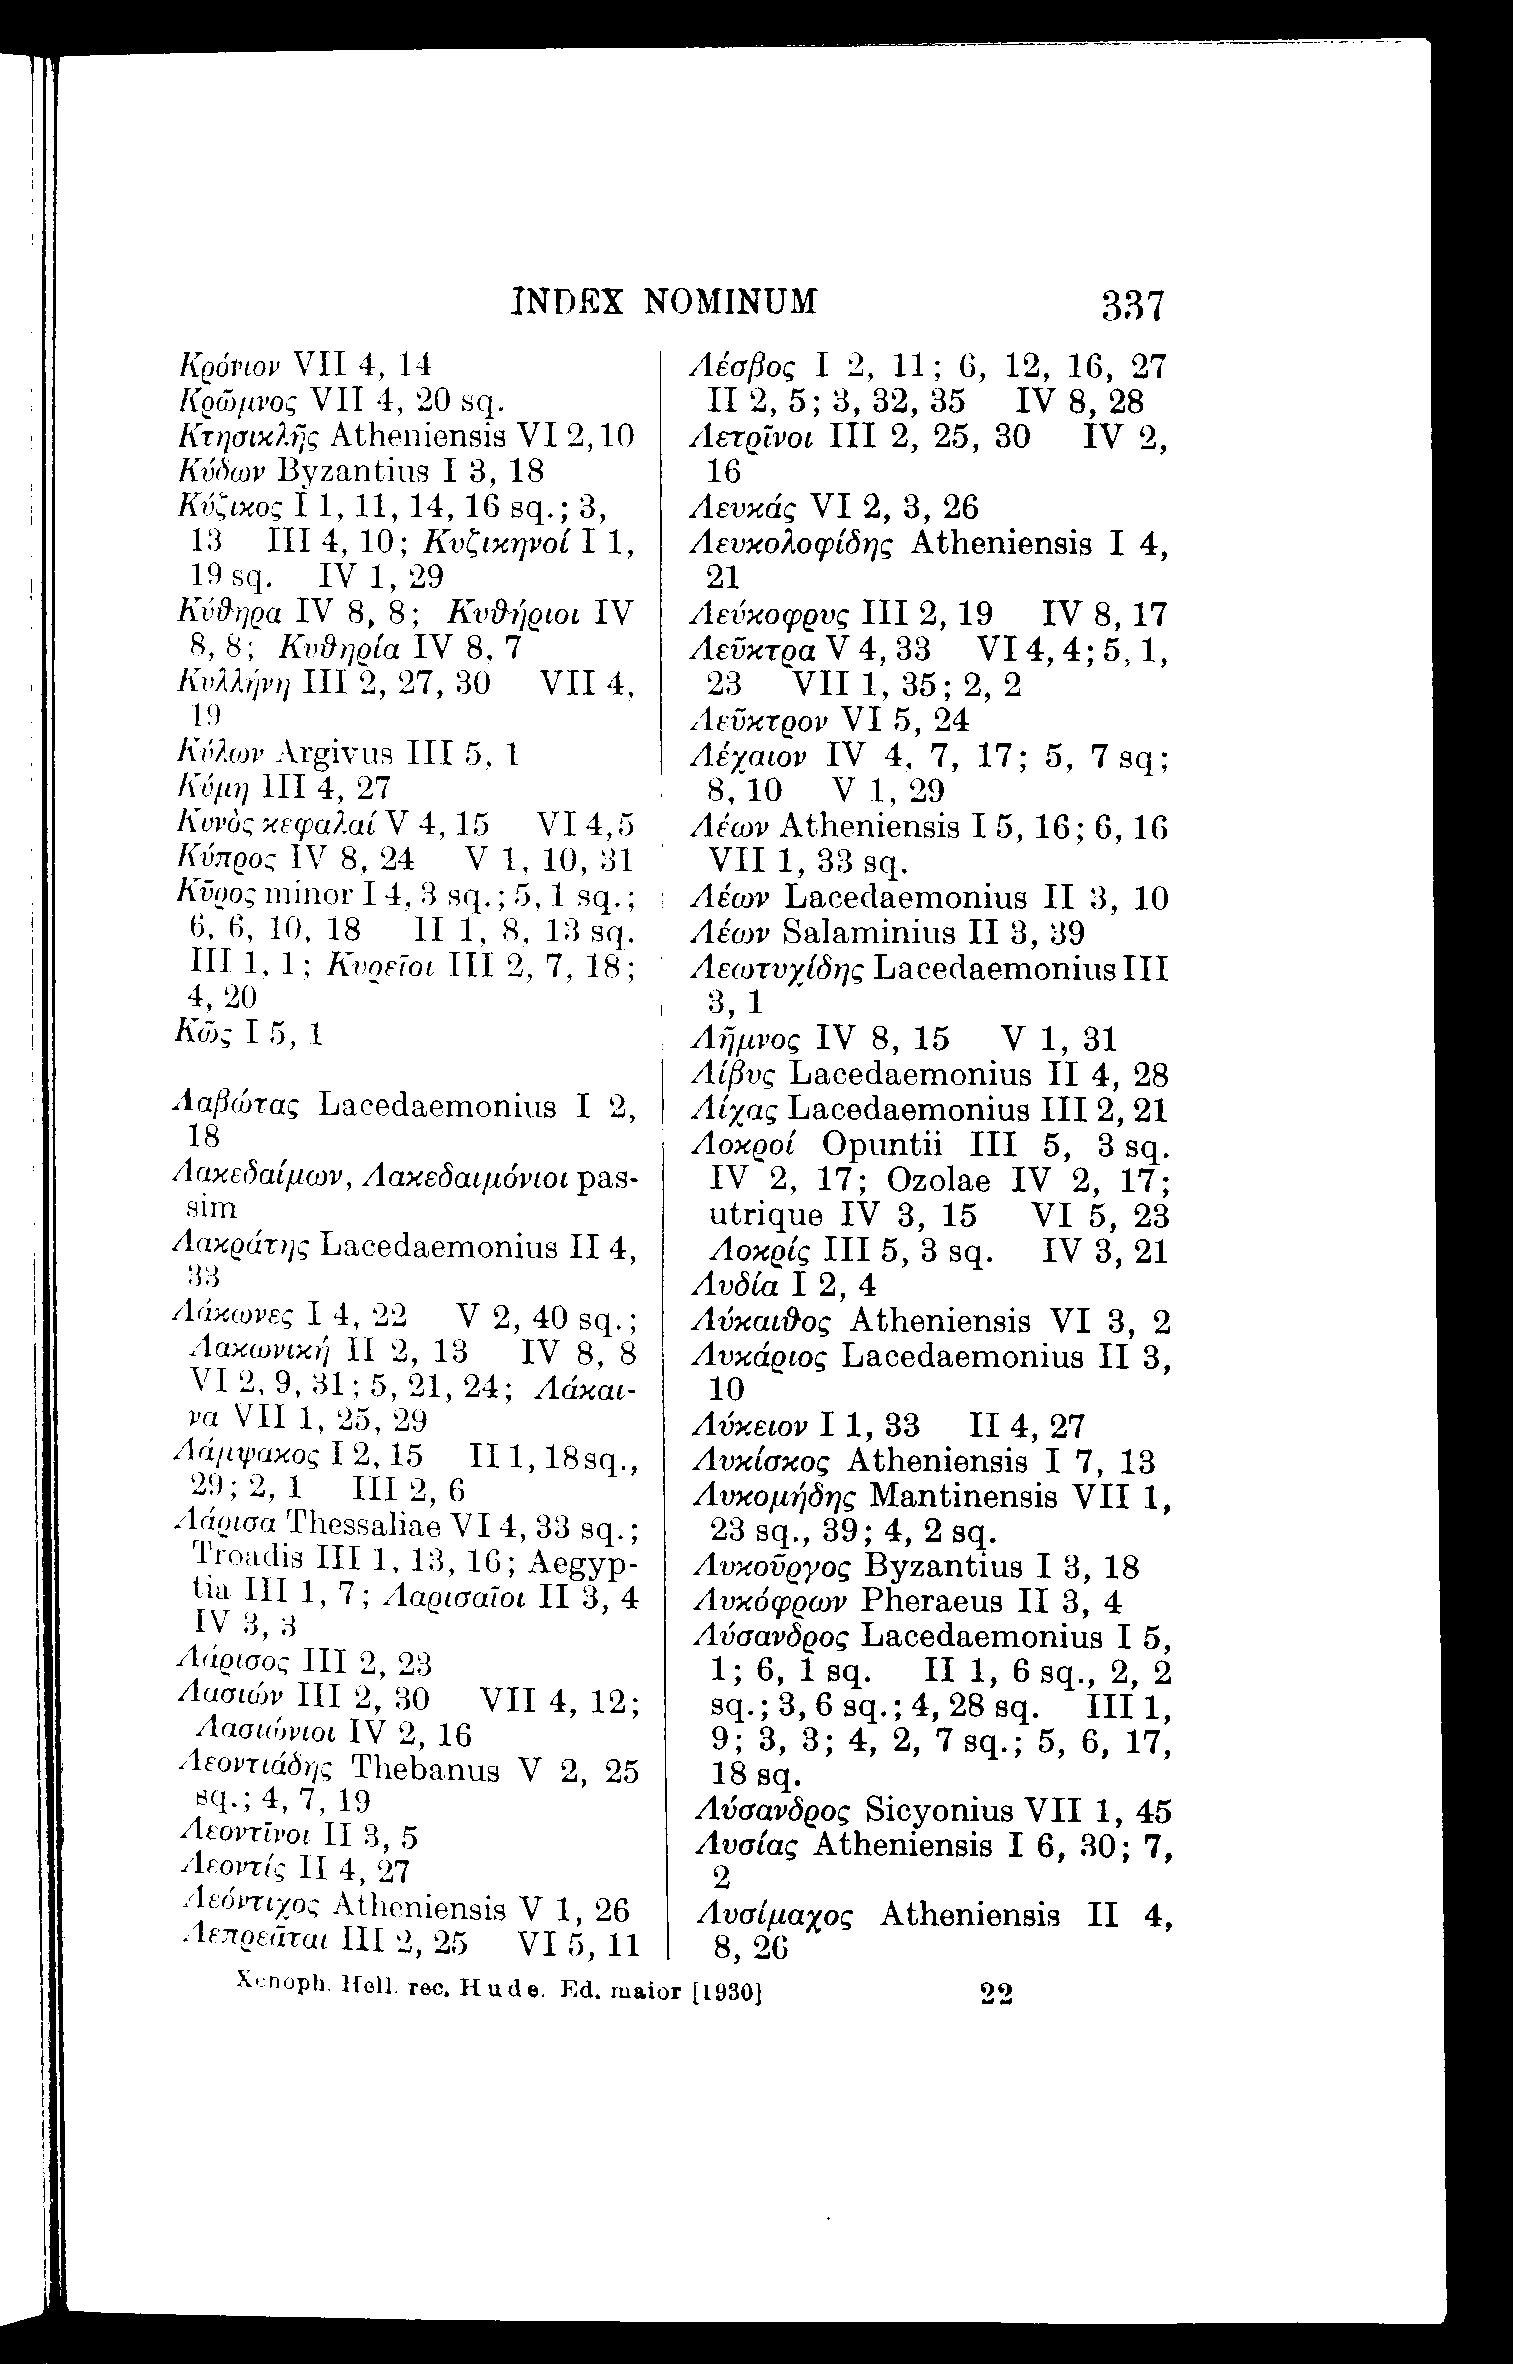 INDEX NOMINUM 337
Κρόνιον VII 4, 14
Κρῶμνος VII 4, 20 sq.
Κτησικλῆς Atheniensis VI 2,10
Κύδων Byzantius I 3, 18
Κύζικος I 1, 11, 14, 16 sq.; 3,
13 III 4, 10; Κυζικηνοί I 1,
19 sq. IV 1, 29
Κύθηρα IV 8, 8; Κυθήριοι IV
8, 8; Κυθηρία IV 8, 7
Κυλλήνη III 2, 27, 30 VII 4,
19
Κύλων Argivus III 5, 1
Κύμη III 4, 27
Κυνὸς κεφαλαί V 4, 15 VI 4,5
Κύπρος IV 8, 24 V 1, 10, 31
Κῦρος minor I 4, 3 sq.; 5, 1 sq.;
6, 6, 10, 18 II 1, 8, 13 sq.
III 1, 1; Κυρεῖοι III 2, 7, 18;
4, 20
Κῶς I 5, 1
Λαβώτας Lacedaemonius I 2,
18
Λακεδαίμων, Λακεδαιμόνιοι pas-
sim
Λακράτης Lacedaemonius II 4,
33
Λάκωνες I 4, 22 V 2, 40 sq.;
Λακωνική II 2, 13 IV 8, 8
VI 2, 9, 31; 5, 21, 24; Λάκαι-
να VII 1, 25, 29
Λάμψακος I 2, 15 II 1, 18 sq.,
29; 2, 1 III 2, 6
Λάρισα Thessaliae VI 4, 33 sq.;
Troadis III 1, 13, 16; Aegyp-
tia III 1, 7; Λαρισαῖοι II 3, 4
IV 3, 3
Λάρισος III 2, 23
Λασιών III 2, 30 VII 4, 12;
Λασιώνιοι IV 2, 16
Λεοντιάδης Thebanus V 2, 25
sq.; 4, 7, 19
Λεοντῖνοι II 3, 5
Λεοντίς II 4, 27
Λεόντιχος Atheniensis V 1, 26
Λεπρεᾶται III 2, 25 VI 5, 11
Λέσβος I 2, 11; 6, 12, 16, 27
II 2, 5; 3, 32, 35 IV 8, 28
Λετρῖνοι III 2, 25, 30 IV 2,
16
Λευκάς VI 2, 3, 26
Λευκολοφίδης Atheniensis I 4,
21
Λεύκοφρυς III 2, 19 IV 8, 17
Λεῦκτρα V 4, 33 VI 4, 4; 5, 1,
23 VII 1, 35; 2, 2
Λεῦκτρον VI 5, 24
Λέχαιον IV 4, 7, 17; 5, 7 sq;
8, 10 V 1, 29
Λέων Atheniensis I 5, 16; 6, 16
VII 1, 33 sq.
Λέων Lacedaemonius II 3, 10
Λέων Salaminius II 3, 39
Λεωτυχίδης Lacedaemonius III
3, 1
Λῆμνος IV 8, 15 V 1, 31
Λίβυς Lacedaemonius II 4, 28
Λίχας Lacedaemonius III 2, 21
Λοκροί Opuntii III 5, 3 sq.
IV 2, 17; Ozolae IV 2, 17;
utrique IV 3, 15 VI 5, 23
Λοκρίς III 5, 3 sq. IV 3, 21
Λυδία I 2, 4
Λύκαιθος Atheniensis VI 3, 2
Λυκάριος Lacedaemonius II 3,
10
Λύκειον I 1, 33 II 4, 27
Λυκίσκος Atheniensis I 7, 13
Λυκομήδης Mantinensis VII 1,
23 sq., 39; 4, 2 sq.
Λυκοῦργος Byzantius I 3, 18
Λυκόφρων Pheraeus II 3, 4
Λύσανδρος Lacedaemonius I 5,
1; 6, 1 sq. II 1, 6 sq., 2, 2
sq.; 3, 6 sq.; 4, 28 sq. III 1,
9; 3, 3; 4, 2, 7 sq.; 5, 6, 17,
18 sq.
Λύσανδρος Sicyonius VII 1, 45
Λυσίας Atheniensis I 6, 30; 7,
2
Λυσίμαχος Atheniensis II 4,
8, 26
Xenoph. Hell. rec. Hude. Ed. maior [1930] 22